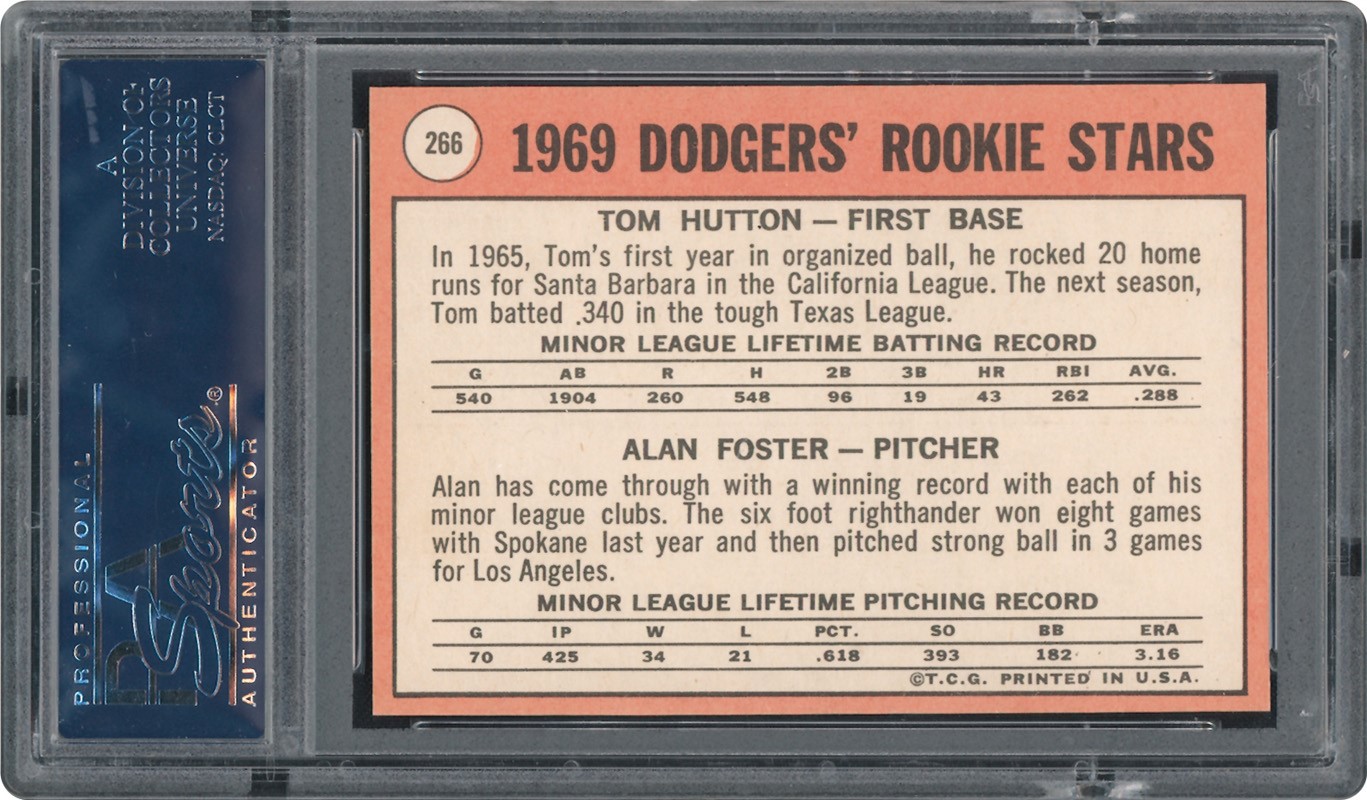 A
DIVISION OF
COLLECTORS
UNIVERSE
NASDAQ: CLCT
PROFESSIONAL
PSA
Sports®
AUTHENTICATOR
266
1969 DODGERS' ROOKIE STARS
TOM HUTTON — FIRST BASE
In 1965, Tom's first year in organized ball, he rocked 20 home
runs for Santa Barbara in the California League. The next season,
Tom batted .340 in the tough Texas League.
MINOR LEAGUE LIFETIME BATTING RECORD
G AB R H 2B 3B HR RBI AVG.
540 1904 260 548 96 19 43 262 .288
ALAN FOSTER — PITCHER
Alan has come through with a winning record with each of his
minor league clubs. The six foot righthander won eight games
with Spokane last year and then pitched strong ball in 3 games
for Los Angeles.
MINOR LEAGUE LIFETIME PITCHING RECORD
G IP W L PCT. SO BB ERA
70 425 34 21 .618 393 182 3.16
©T.C.G. PRINTED IN U.S.A.